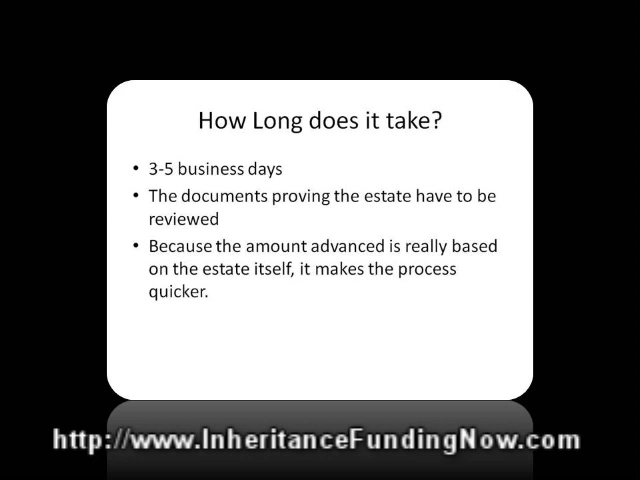 How Long does it take?
• 3-5 business days
• The documents proving the estate have to be
reviewed
• Because the amount advanced is really based
on the estate itself, it makes the process
quicker.
http://www.InheritanceFundingNow.com